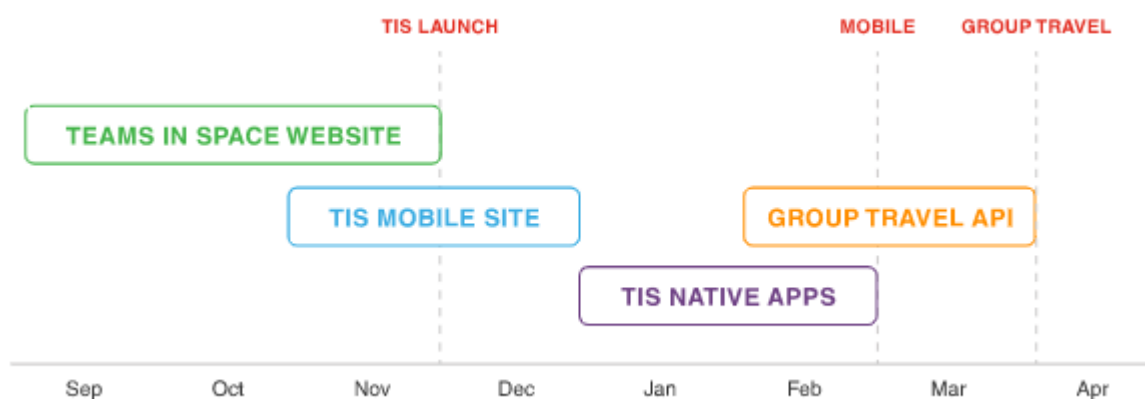 TIS LAUNCH
MOBILE
GROUP TRAVEL
TEAMS IN SPACE WEBSITE
TIS MOBILE SITE
GROUP TRAVEL API
TIS NATIVE APPS
Sep
Oct
Nov
Dec
Jan
Feb
Mar
Apr